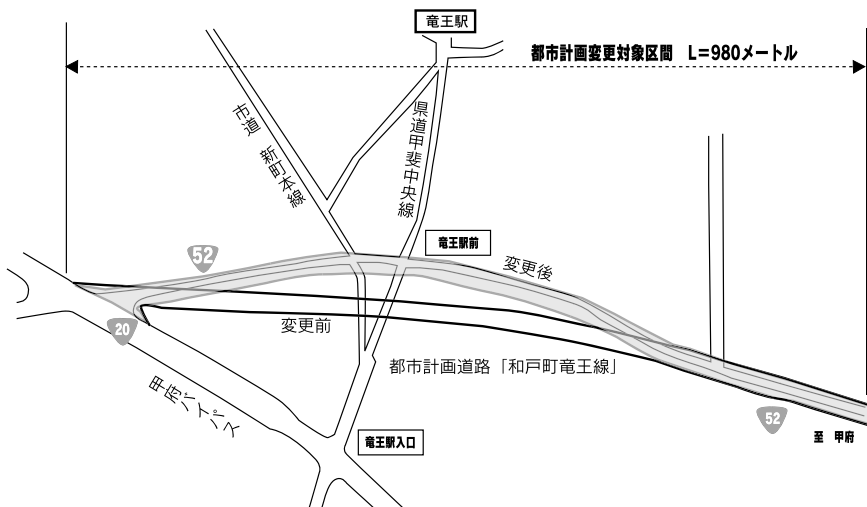 竜王駅
都市計画変更対象区間 L=980メートル
市道 新町本線
県道甲斐中央線
竜王駅前
52
変更後
20
変更前
都市計画道路「和戸町竜王線」
甲府バイパス
竜王駅入口
52
至 甲府